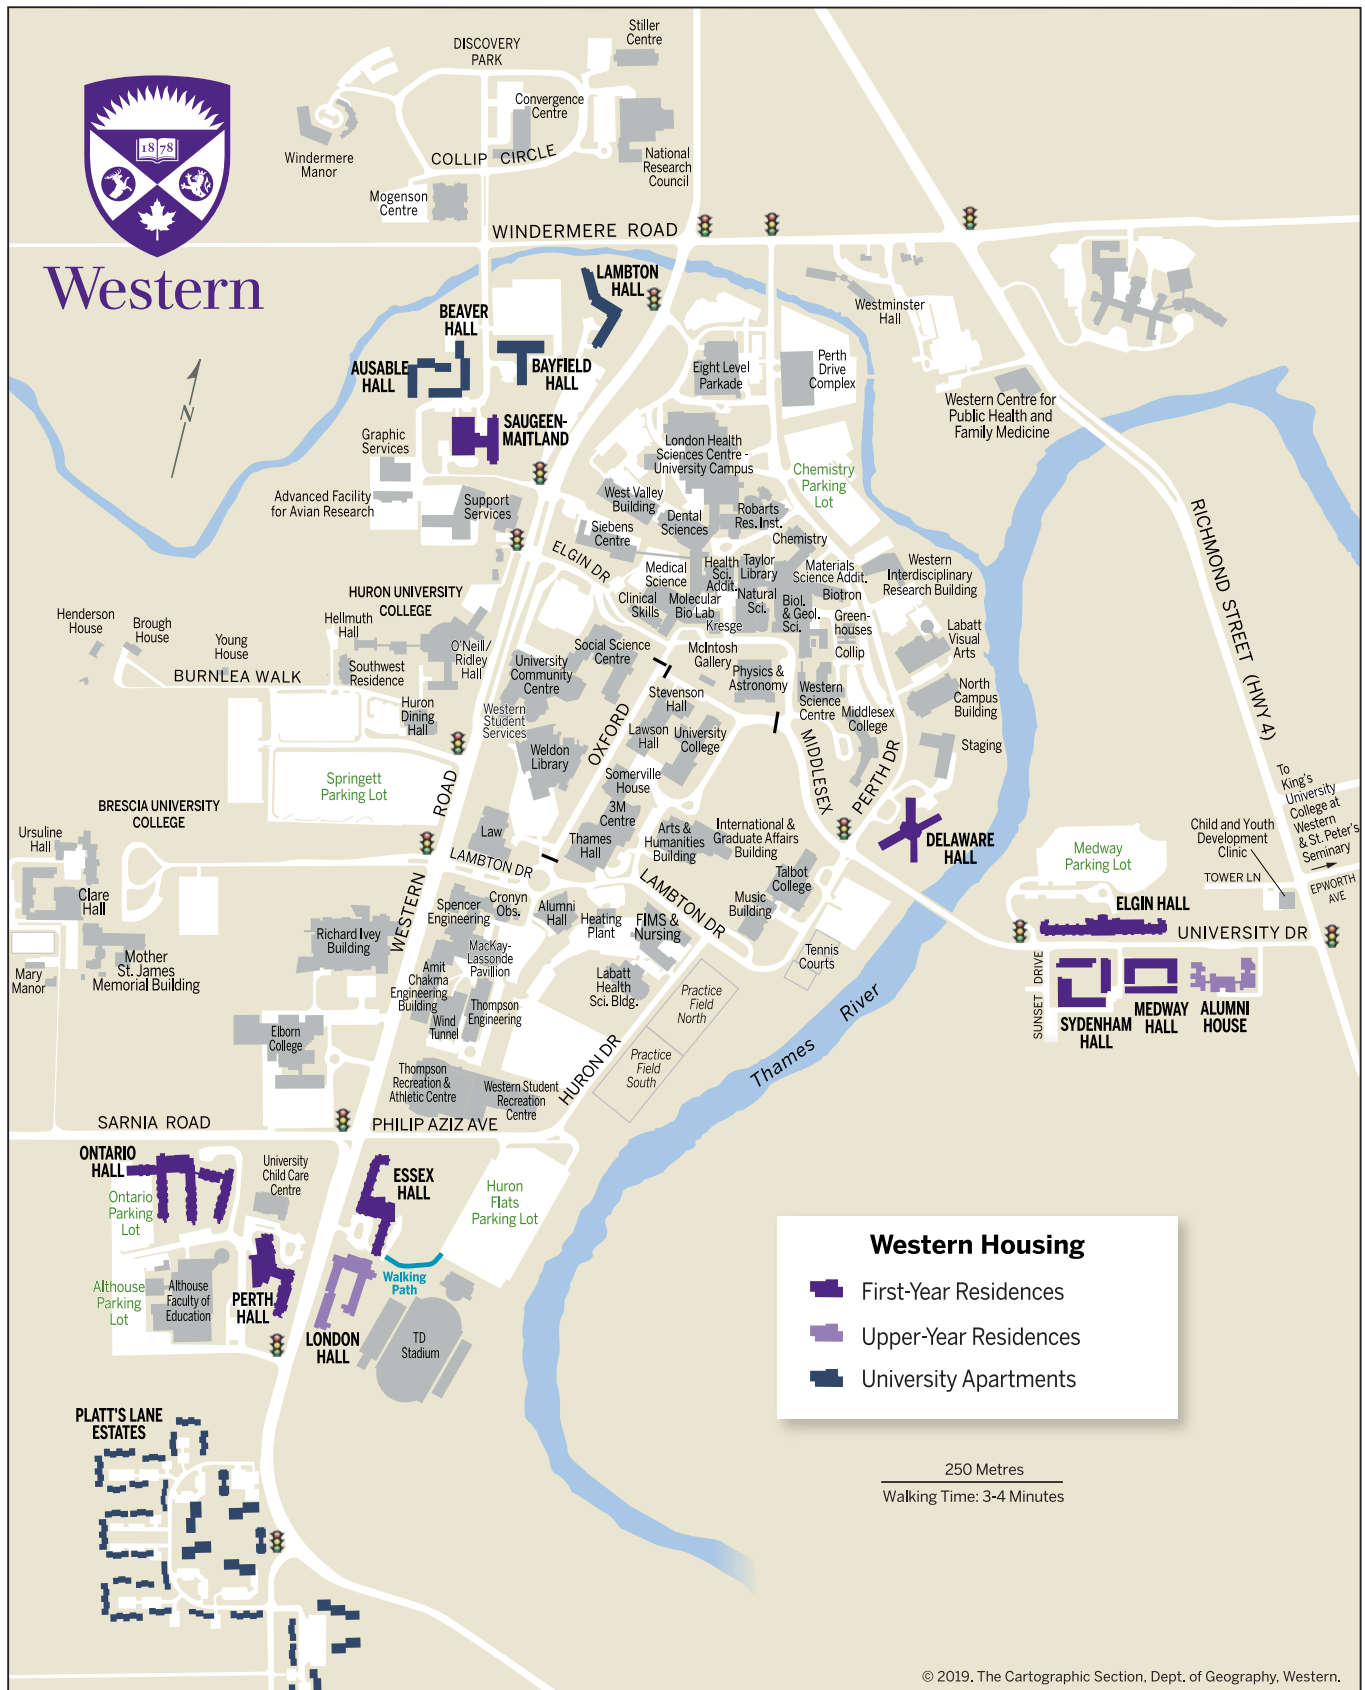 Stiller
Centre
DISCOVERY
PARK
Convergence
Centre
18 78
Windermere
Manor
COLLIP CIRCLE
National
Research
Council
Mogenson
Centre
WINDERMERE ROAD
Western
LAMBTON
HALL
Westminster
Hall
BEAVER
HALL
AUSABLE
HALL
BAYFIELD
HALL
Eight Level
Parkade
Perth
Drive
Complex
N
Western Centre for
Public Health and
Family Medicine
SAUGEEN-
MAITLAND
Graphic
Services
London Health
Sciences Centre -
University Campus
Chemistry
Parking
Lot
Advanced Facility
for Avian Research
Support
Services
West Valley
Building
Dental
Sciences
Robarts
Res. Inst.
Siebens
Centre
Chemistry
RICHMOND STREET (HWY 4)
ELGIN DR
Medical
Science
Health
Sci.
Addit.
Taylor
Library
Materials
Science Addit.
Western
Interdisciplinary
Research Building
HURON UNIVERSITY
COLLEGE
Clinical
Skills
Molecular
Bio Lab
Natural
Sci.
Biol.
& Geol.
Sci.
Biotron
Kresge
Green-
houses
Collip
Labatt
Visual
Arts
Henderson
House
Brough
House
Young
House
Hellmuth
Hall
O'Neill/
Ridley
Hall
Social Science
Centre
McIntosh
Gallery
BURNLEA WALK
Southwest
Residence
University
Community
Centre
Physics &
Astronomy
Stevenson
Hall
Western
Science
Centre
North
Campus
Building
Huron
Dining
Hall
Western
Student
Services
OXFORD
Lawson
Hall
University
College
Middlesex
College
MIDDLESEX
PERTH DR
Staging
Weldon
Library
Springett
Parking Lot
Somerville
House
To
King's
University
College at
Western
& St. Peter's
Seminary
BRESCIA UNIVERSITY
COLLEGE
WESTERN ROAD
3M
Centre
Ursuline
Hall
Law
Thames
Hall
Arts &
Humanities
Building
International &
Graduate Affairs
Building
DELAWARE
HALL
Medway
Parking Lot
Child and Youth
Development
Clinic
LAMBTON DR
Talbot
College
TOWER LN
EPWORTH
AVE
Clare
Hall
Spencer
Engineering
Cronyn
Obs.
Alumni
Hall
LAMBTON DR
Music
Building
ELGIN HALL
Heating
Plant
FIMS &
Nursing
UNIVERSITY DR
Richard Ivey
Building
MacKay-
Lassonde
Pavillion
Tennis
Courts
Mother
St. James
Memorial Building
Mary
Manor
Amit
Chakma
Engineering
Building
Labatt
Health
Sci. Bldg.
Practice
Field
North
SUNSET DRIVE
SYDENHAM
HALL
MEDWAY
HALL
ALUMNI
HOUSE
Thompson
Engineering
Wind
Tunnel
Elborn
College
Thames River
HURON DR
Practice
Field
South
Thompson
Recreation &
Athletic Centre
Western Student
Recreation
Centre
SARNIA ROAD
PHILIP AZIZ AVE
ONTARIO
HALL
University
Child Care
Centre
ESSEX
HALL
Ontario
Parking
Lot
Huron
Flats
Parking Lot
Western Housing
First-Year Residences
Upper-Year Residences
University Apartments
Althouse
Parking
Lot
Althouse
Faculty of
Education
PERTH
HALL
Walking
Path
LONDON
HALL
TD
Stadium
PLATT'S LANE
ESTATES
250 Metres
Walking Time: 3-4 Minutes
© 2019. The Cartographic Section, Dept. of Geography, Western.